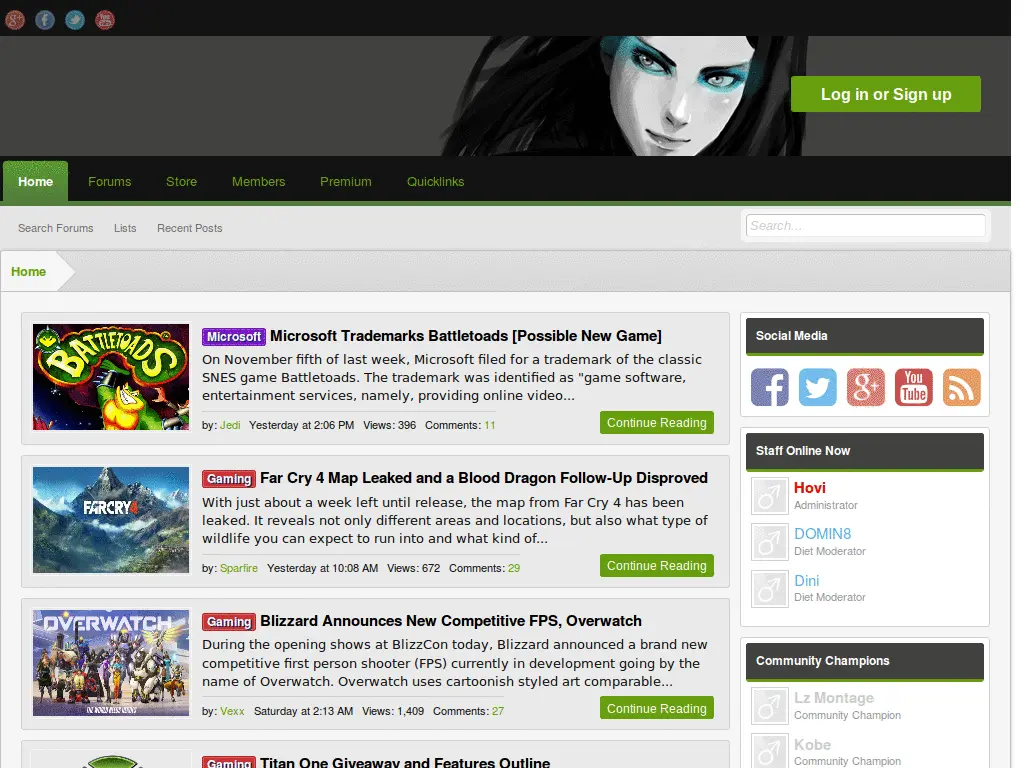 Log in or Sign up
Home Forums Store Members Premium Quicklinks
Search Forums Lists Recent Posts
Search...
Home
BATTLETOADS
Microsoft Microsoft Trademarks Battletoads [Possible New Game]
On November fifth of last week, Microsoft filed for a trademark of the classic
SNES game Battletoads. The trademark was identified as "game software,
entertainment services, namely, providing online video...
by: Jedi Yesterday at 2:06 PM Views: 396 Comments: 11
Continue Reading
FARCRY4
Gaming Far Cry 4 Map Leaked and a Blood Dragon Follow-Up Disproved
With just about a week left until release, the map from Far Cry 4 has been
leaked. It reveals not only different areas and locations, but also what type of
wildlife you can expect to run into and what kind of...
by: Sparfire Yesterday at 10:08 AM Views: 672 Comments: 29
Continue Reading
OVERWATCH
Gaming Blizzard Announces New Competitive FPS, Overwatch
During the opening shows at BlizzCon today, Blizzard announced a brand new
competitive first person shooter (FPS) currently in development going by the
name of Overwatch. Overwatch uses cartoonish styled art comparable...
by: Vexx Saturday at 2:13 AM Views: 1,409 Comments: 27
Continue Reading
Gaming Titan One Giveaway and Features Outline
Social Media
You
Tube
Staff Online Now
Hovi
Administrator
DOMIN8
Diet Moderator
Dini
Diet Moderator
Community Champions
Lz Montage
Community Champion
Kobe
Community Champion